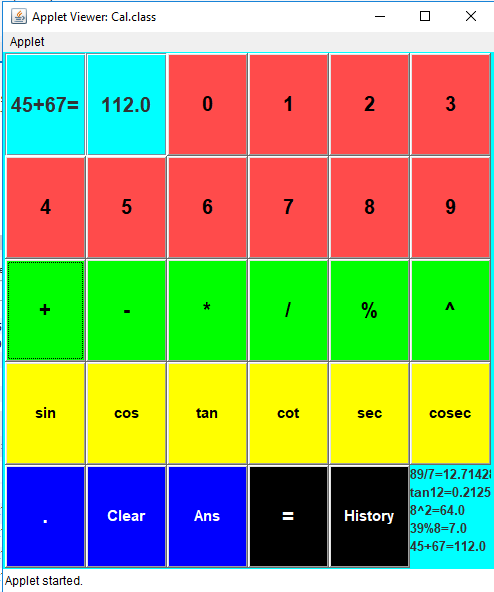 Applet Viewer: Cal.class
Applet
45+67= 112.0 0 1 2 3
4 5 6 7 8 9
+ - * / % ^
sin cos tan cot sec cosec
. Clear Ans = History
89/7=12.71428
tan12=0.2125
8^2=64.0
39%8=7.0
45+67=112.0
Applet started.